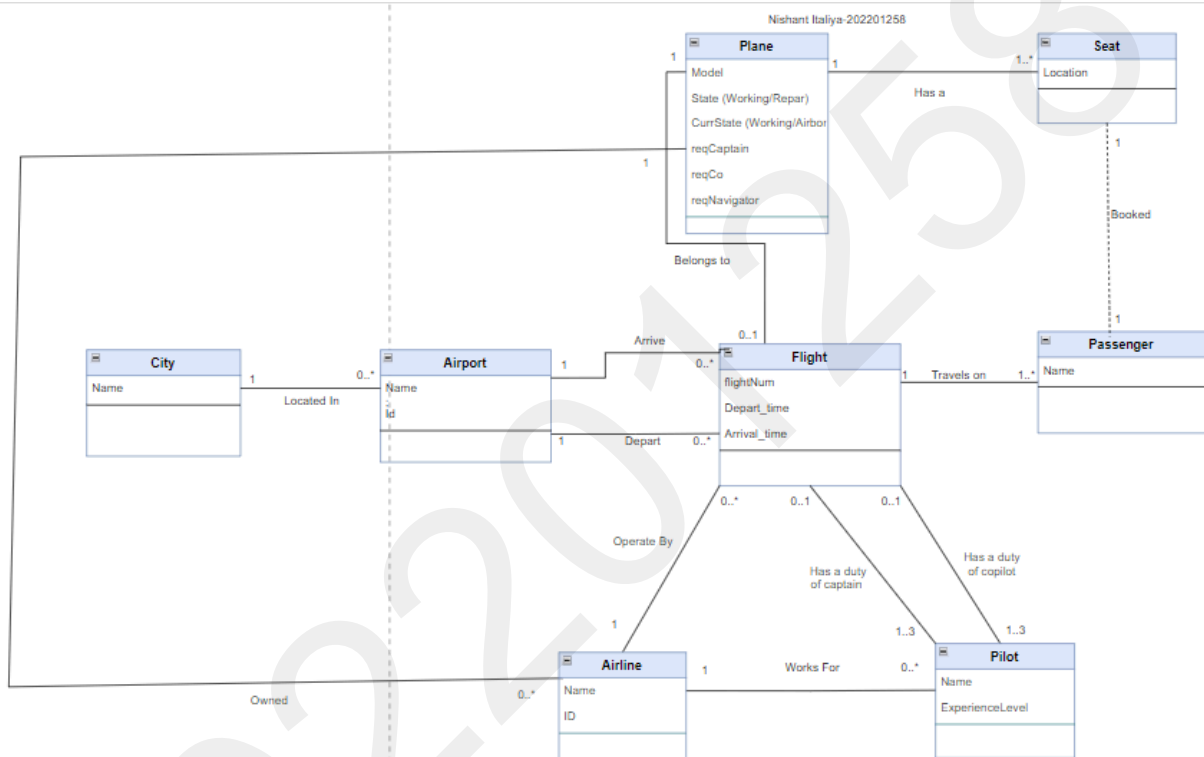 Nishant Italiya-202201258
Plane
Model
State (Working/Repar)
CurrState (Working/Airbor
reqCaptain
reqCo
reqNavigator
Seat
Location
1
1
1..*
Has a
1
1
Booked
1
Belongs to
0..1
City
Name
1
0..*
Located In
Airport
Name
Id
1
Arrive
0..*
1
Depart
0..*
Flight
flightNum
Depart_time
Arrival_time
1
Travels on
1..*
Passenger
Name
0..*
0..1
0..1
Operate By
Has a duty
of captain
Has a duty
of copilot
1
1..3
1..3
Airline
Name
ID
1
Works For
0..*
Pilot
Name
ExperienceLevel
Owned
0..*
202201258